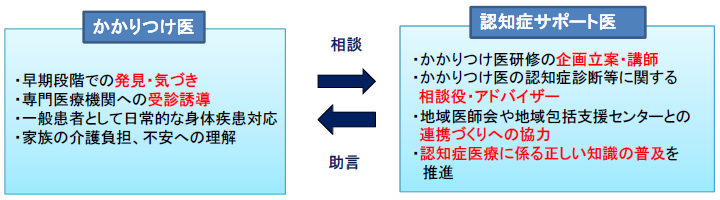 かかりつけ医
・早期段階での発見・気づき
・専門医療機関への受診誘導
・一般患者として日常的な身体疾患対応
・家族の介護負担、不安への理解
相談
助言
認知症サポート医
・かかりつけ医研修の企画立案・講師
・かかりつけ医の認知症診断等に関する
相談役・アドバイザー
・地域医師会や地域包括支援センターとの
連携づくりへの協力
・認知症医療に係る正しい知識の普及を
推進